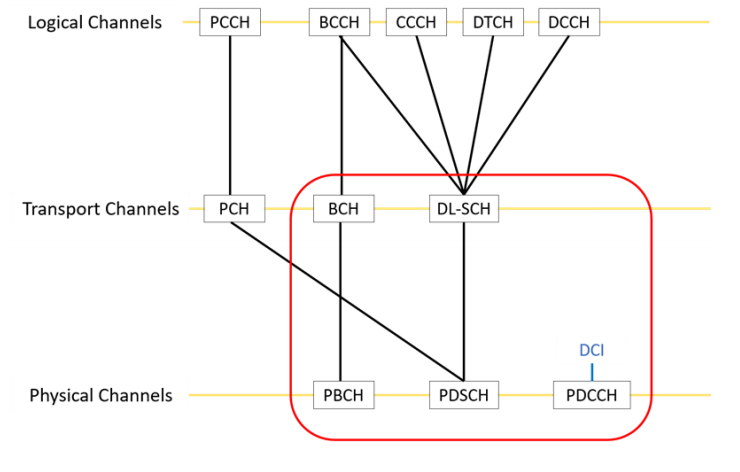 Logical Channels PCCH BCCH CCCH DTCH DCCH
Transport Channels PCH BCH DL-SCH
DCI
Physical Channels PBCH PDSCH PDCCH